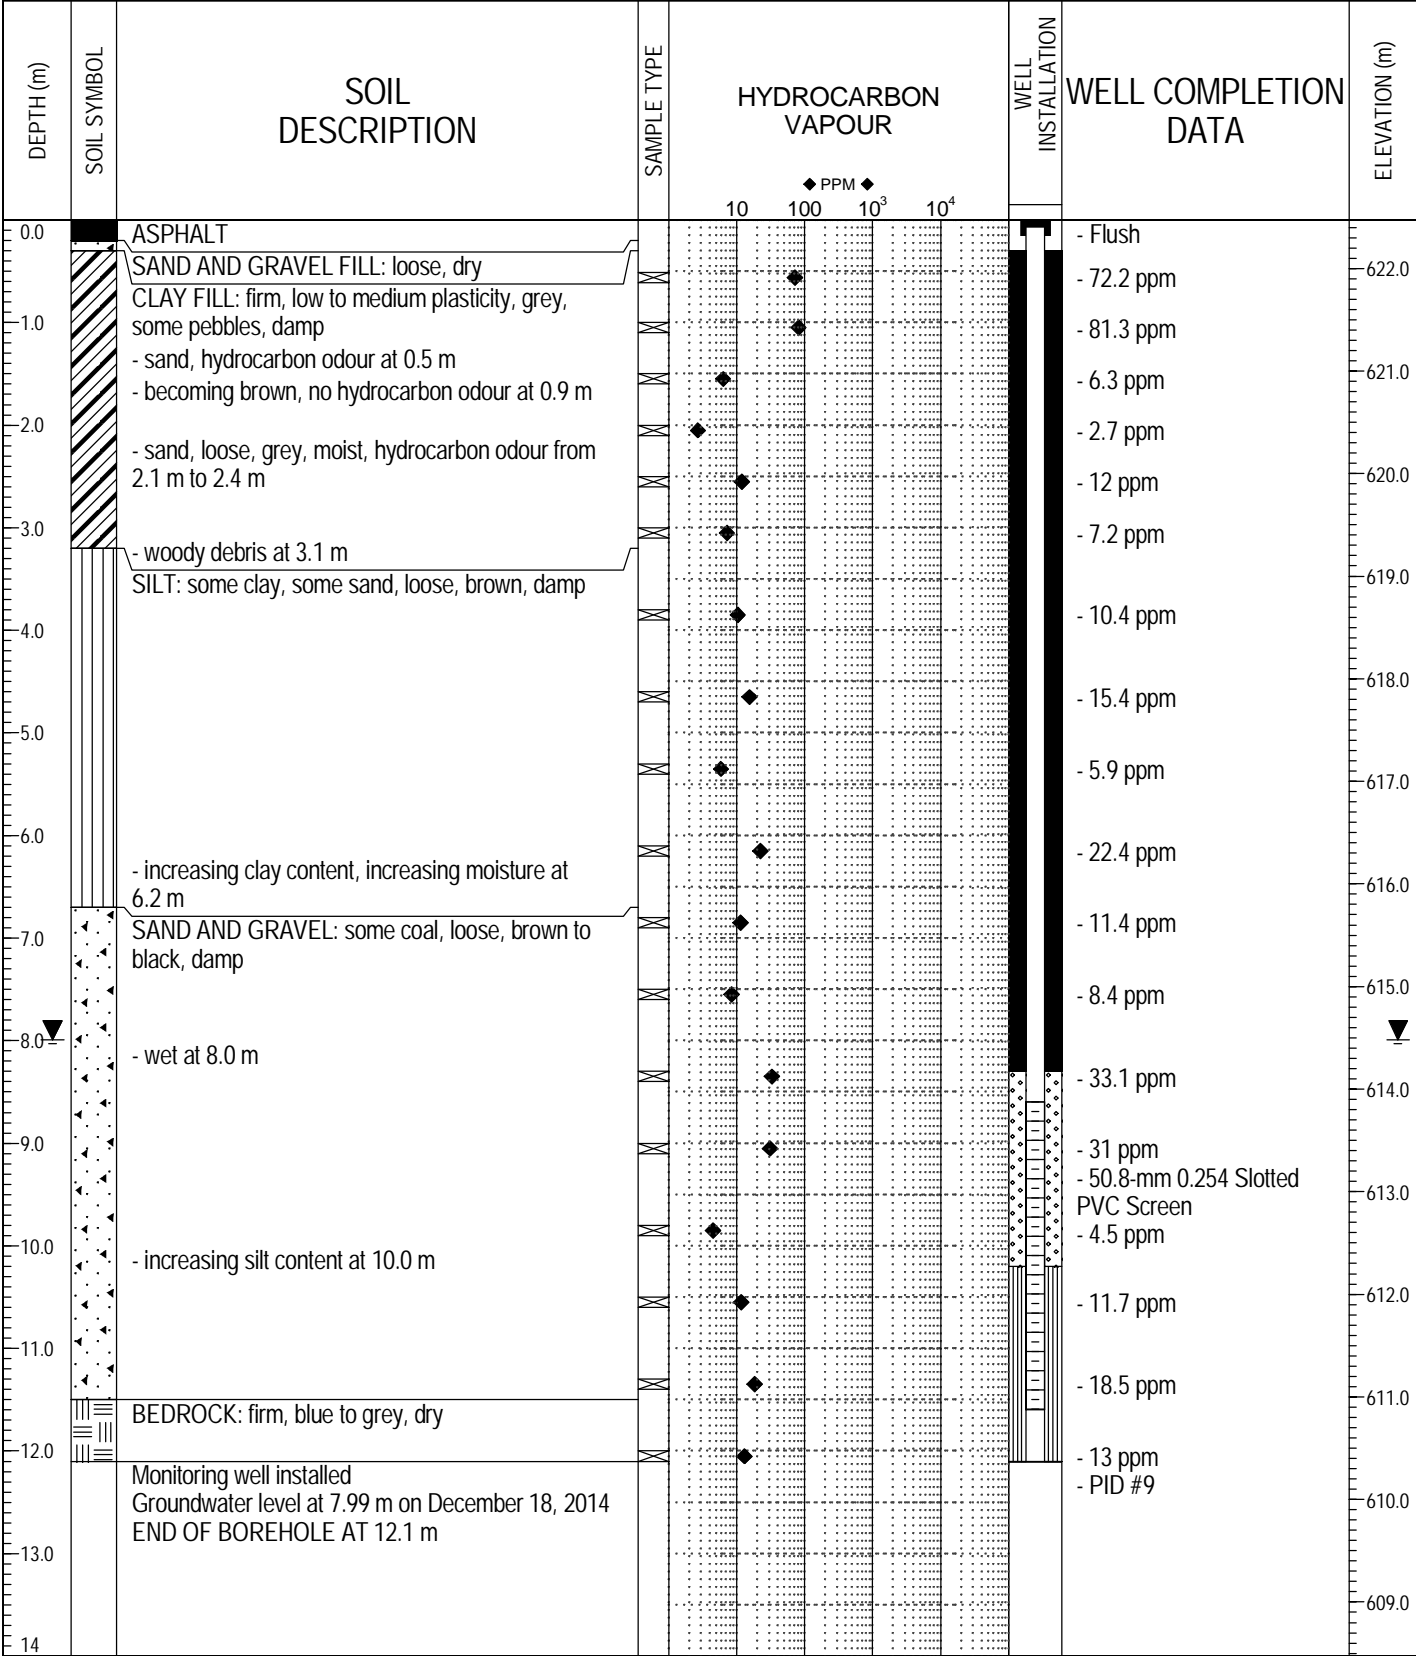 DEPTH (m)
SOIL SYMBOL
SOIL
DESCRIPTION
SAMPLE TYPE
HYDROCARBON
VAPOUR
◆ PPM ◆
10 100 10³ 10⁴
WELL
INSTALLATION
WELL COMPLETION
DATA
ELEVATION (m)
0.0
1.0
2.0
3.0
4.0
5.0
6.0
7.0
8.0
9.0
10.0
11.0
12.0
13.0
14
ASPHALT
SAND AND GRAVEL FILL: loose, dry
CLAY FILL: firm, low to medium plasticity, grey,
some pebbles, damp
- sand, hydrocarbon odour at 0.5 m
- becoming brown, no hydrocarbon odour at 0.9 m
- sand, loose, grey, moist, hydrocarbon odour from
2.1 m to 2.4 m
- woody debris at 3.1 m
SILT: some clay, some sand, loose, brown, damp
- increasing clay content, increasing moisture at
6.2 m
SAND AND GRAVEL: some coal, loose, brown to
black, damp
- wet at 8.0 m
- increasing silt content at 10.0 m
BEDROCK: firm, blue to grey, dry
Monitoring well installed
Groundwater level at 7.99 m on December 18, 2014
END OF BOREHOLE AT 12.1 m
- Flush
- 72.2 ppm
- 81.3 ppm
- 6.3 ppm
- 2.7 ppm
- 12 ppm
- 7.2 ppm
- 10.4 ppm
- 15.4 ppm
- 5.9 ppm
- 22.4 ppm
- 11.4 ppm
- 8.4 ppm
- 33.1 ppm
- 31 ppm
- 50.8-mm 0.254 Slotted
PVC Screen
- 4.5 ppm
- 11.7 ppm
- 18.5 ppm
- 13 ppm
- PID #9
622.0
621.0
620.0
619.0
618.0
617.0
616.0
615.0
614.0
613.0
612.0
611.0
610.0
609.0